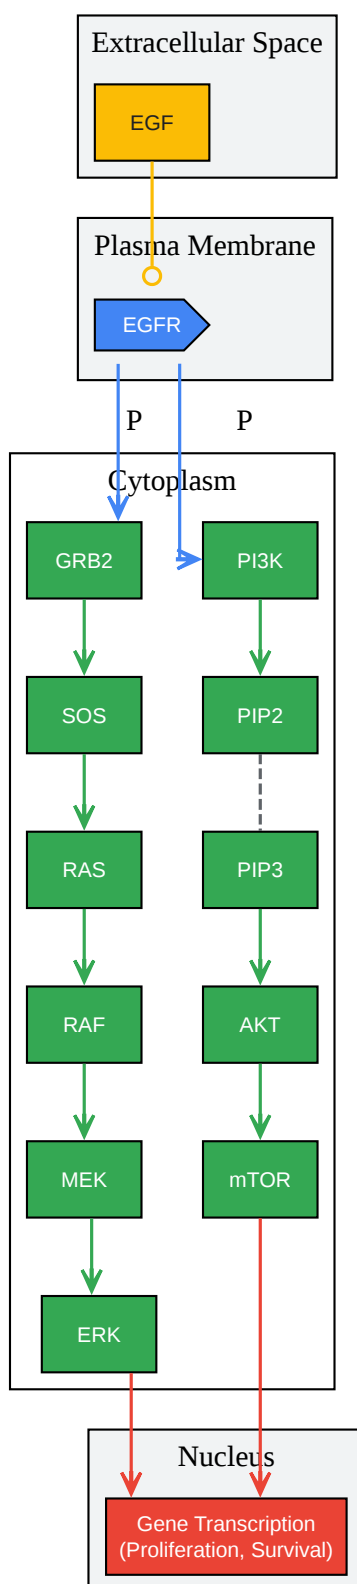 Extracellular Space
EGF
Plasma Membrane
EGFR
P P
Cytoplasm
GRB2 PI3K
SOS PIP2
RAS PIP3
RAF AKT
MEK mTOR
ERK
Nucleus
Gene Transcription
(Proliferation, Survival)